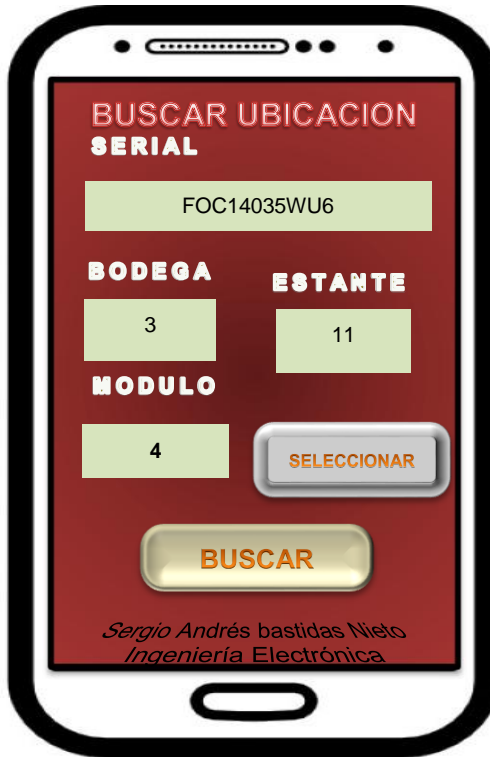 BUSCAR UBICACION
SERIAL
FOC14035WU6
BODEGA
ESTANTE
3
11
MODULO
4
SELECCIONAR
BUSCAR
Sergio Andrés bastidas Nieto
Ingeniería Electrónica